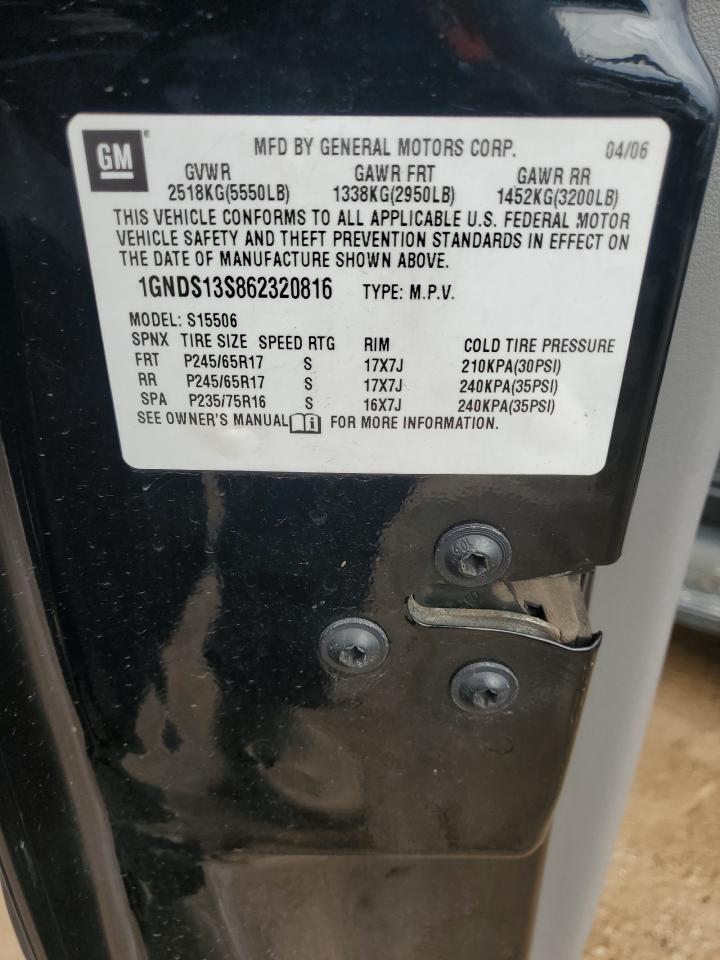 GM ® MFD BY GENERAL MOTORS CORP. 04/06
GVWR GAWR FRT GAWR RR
2518KG(5550LB) 1338KG(2950LB) 1452KG(3200LB)
THIS VEHICLE CONFORMS TO ALL APPLICABLE U.S. FEDERAL MOTOR
VEHICLE SAFETY AND THEFT PREVENTION STANDARDS IN EFFECT ON
THE DATE OF MANUFACTURE SHOWN ABOVE.
1GNDS13S862320816 TYPE: M.P.V.
MODEL: S15506
SPNX TIRE SIZE SPEED RTG RIM COLD TIRE PRESSURE
FRT P245/65R17 S 17X7J 210KPA(30PSI)
RR P245/65R17 S 17X7J 240KPA(35PSI)
SPA P235/75R16 S 16X7J 240KPA(35PSI)
SEE OWNER'S MANUAL i FOR MORE INFORMATION.